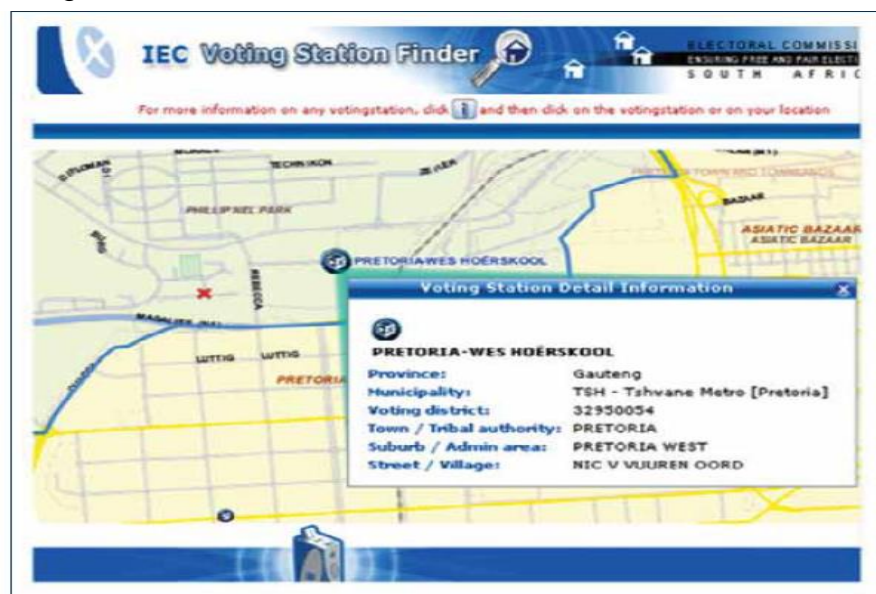 IEC Voting Station Finder
ELECTORAL COMMISSI
ENSURING FREE AND FAIR ELECTI
SOUTH AFRIC
For more information on any votingstation, click i and then click on the votingstation or on your location
TECHNIKON
PHILLIP NEL PARK
BAZAAR
ASIATIC BAZAAR
ASIATIC BAZAAR
PRETORIA-WES HOËRSKOOL
REBECCA
LUTTIG
LUTTIG
PRETORIA
Voting Station Detail Information
PRETORIA-WES HOËRSKOOL
Province: Gauteng
Municipality: TSH - Tshwane Metro [Pretoria]
Voting district: 32950054
Town / Tribal authority: PRETORIA
Suburb / Admin area: PRETORIA WEST
Street / Village: NIC V VUUREN OORD